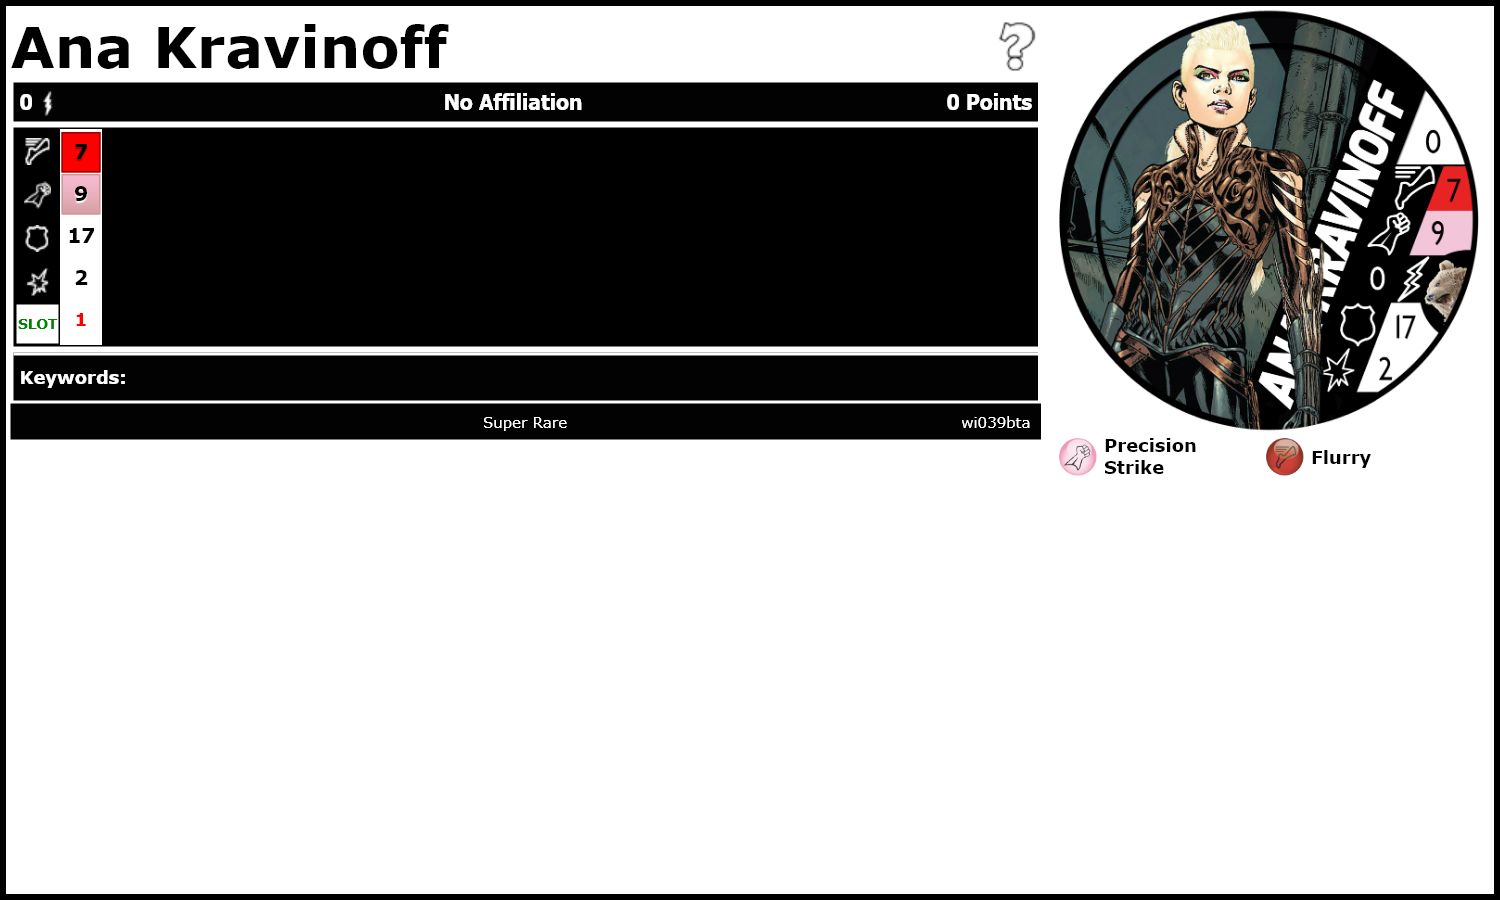 Ana Kravinoff
0 No Affiliation 0 Points
7
9
17
2
SLOT 1
Keywords:
Super Rare wi039bta
ANA KRAVINOFF
0
7
9
0
17
2
Precision
Strike
Flurry